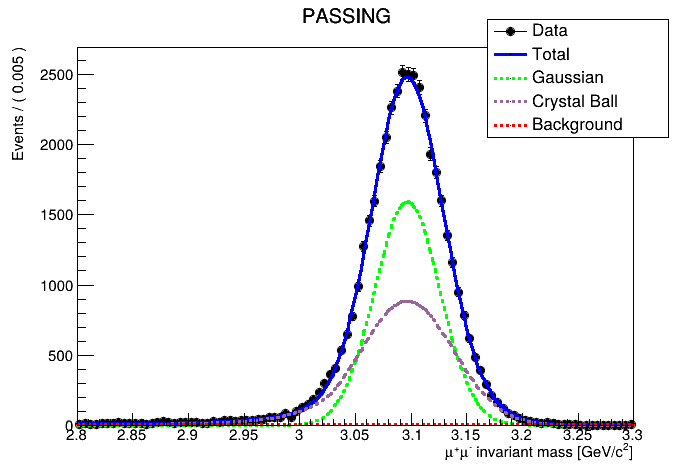 PASSING
Data
Total
Gaussian
Crystal Ball
Background
Events / ( 0.005 )
2500
2000
1500
1000
500
0
2.8 2.85 2.9 2.95 3 3.05 3.1 3.15 3.2 3.25 3.3
μ⁺μ⁻ invariant mass [GeV/c²]